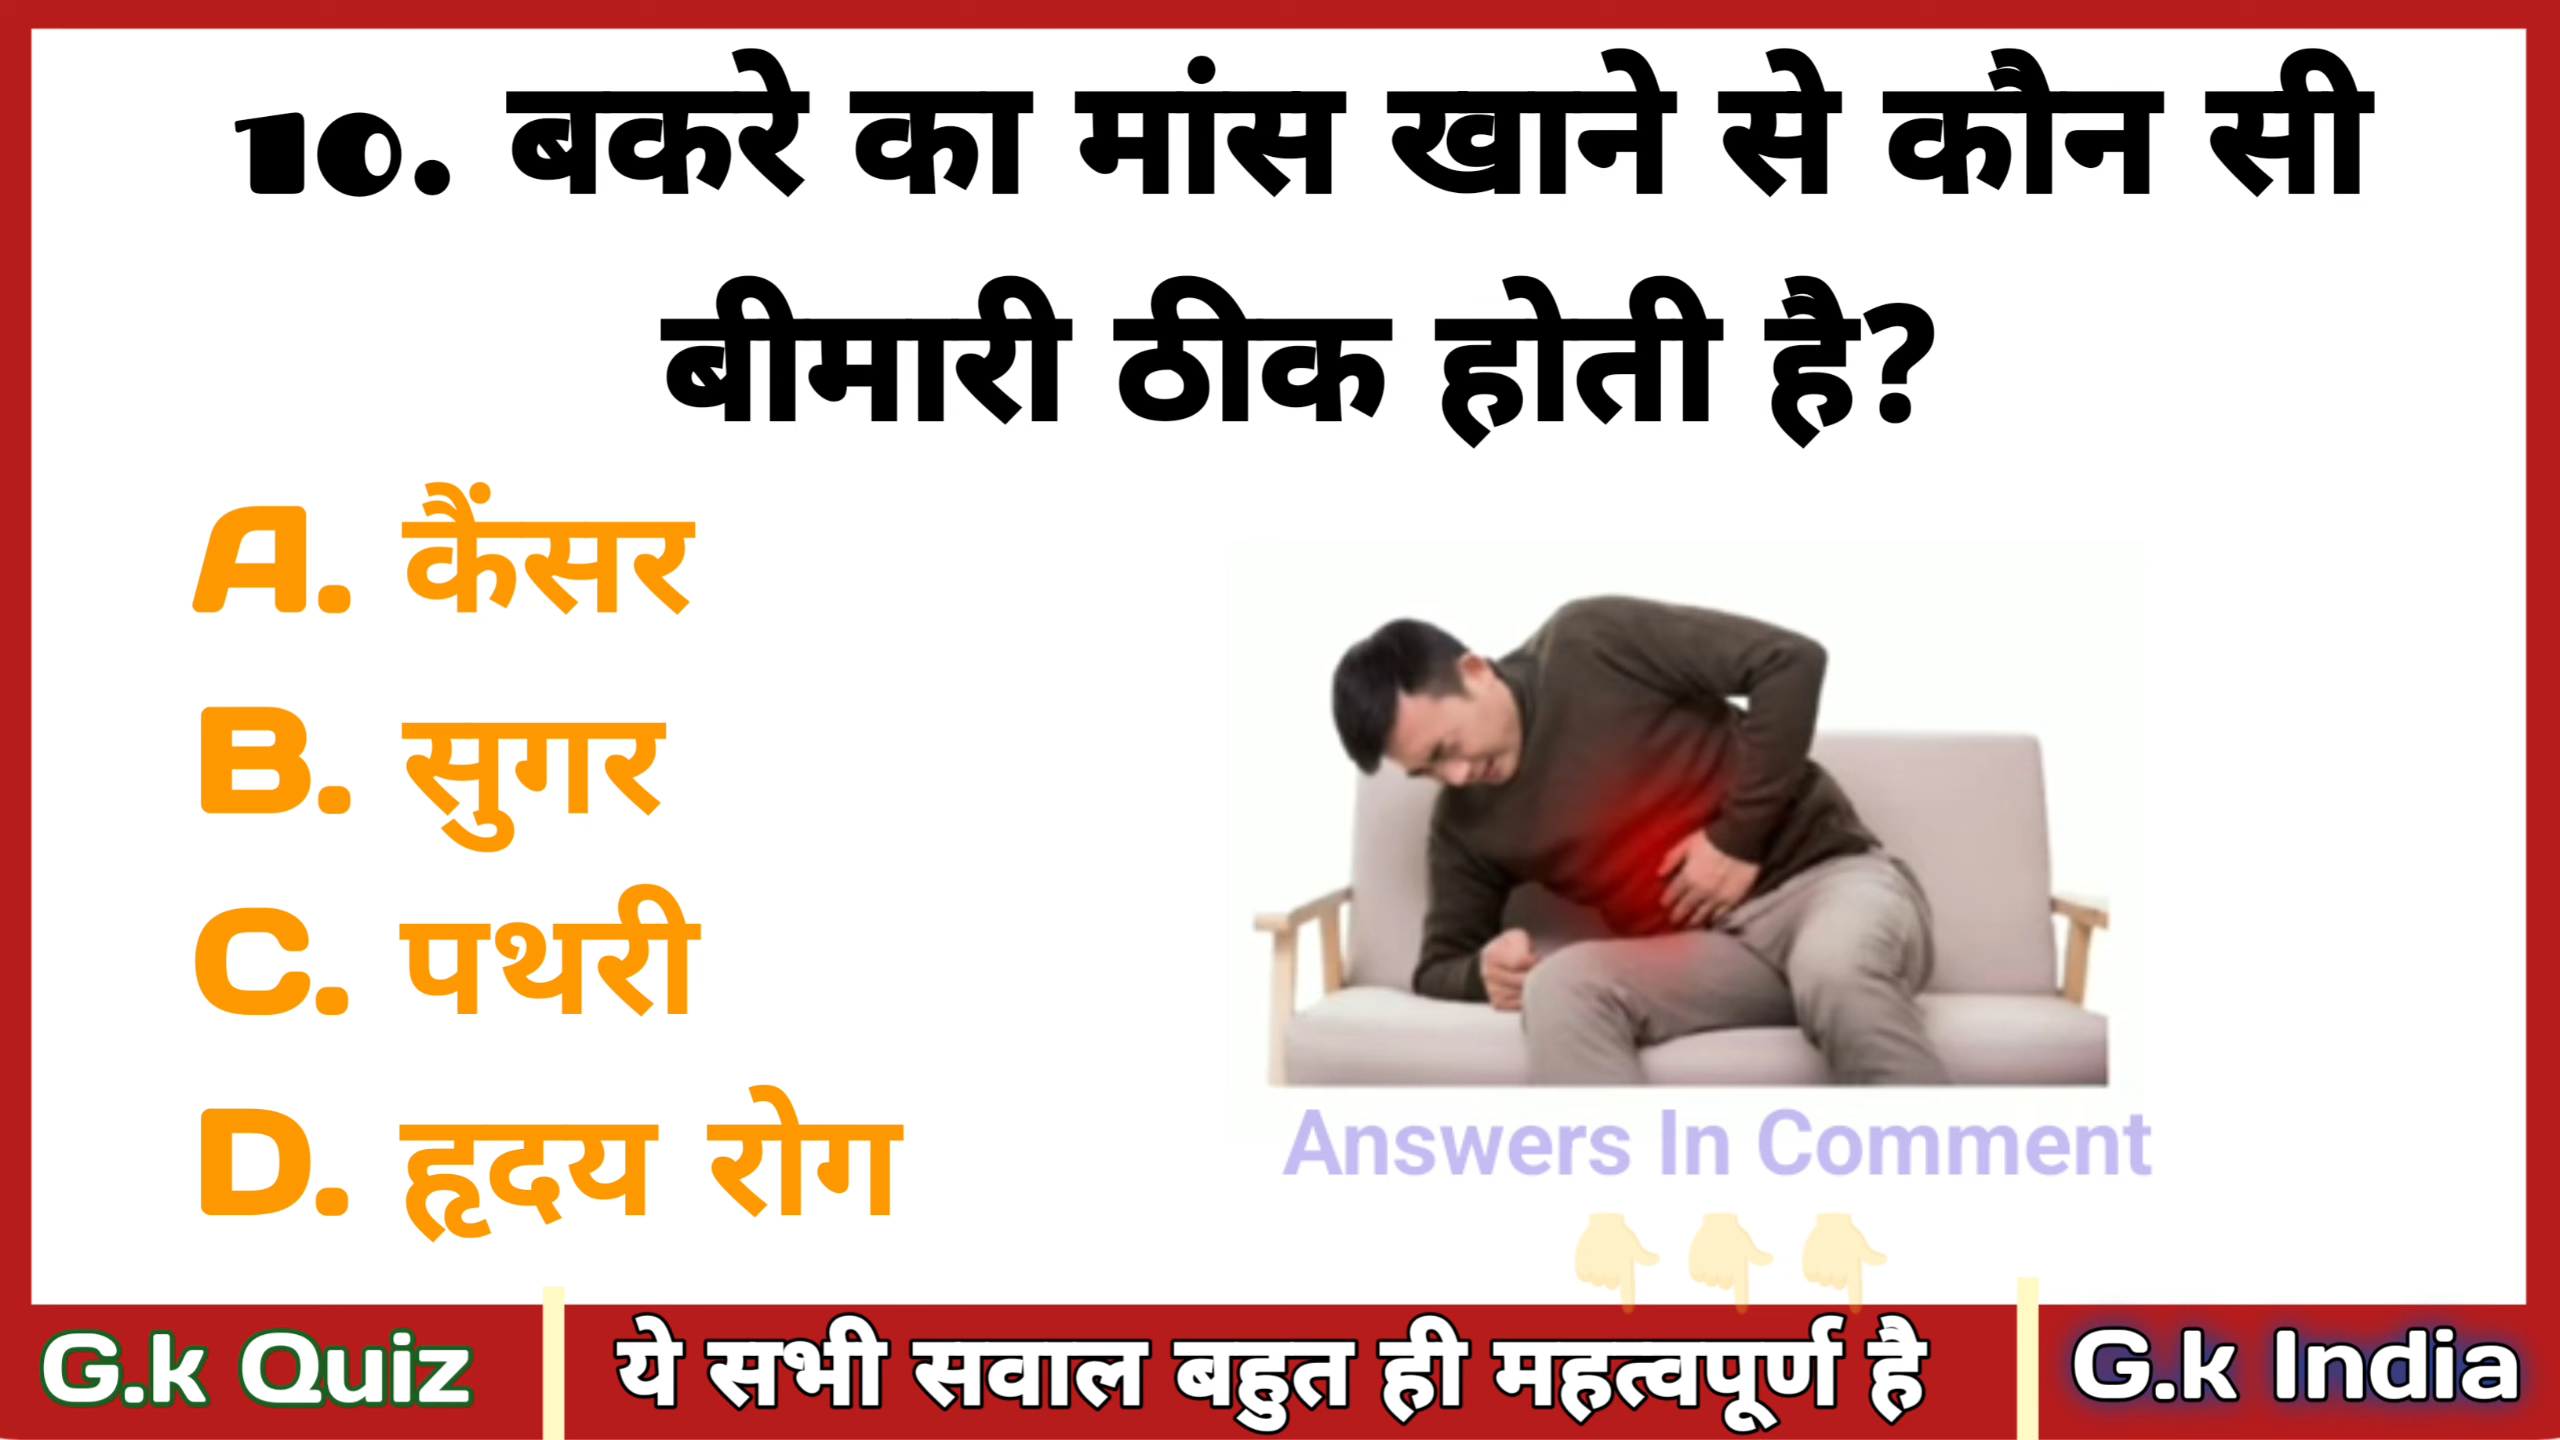 10. बकरे का मांस खाने से कौन सी
बीमारी ठीक होती है?
A. कैंसर
B. सुगर
C. पथरी
D. हृदय रोग
Answers In Comment
👇👇👇
G.k Quiz
ये सभी सवाल बहुत ही महत्वपूर्ण है
G.k India